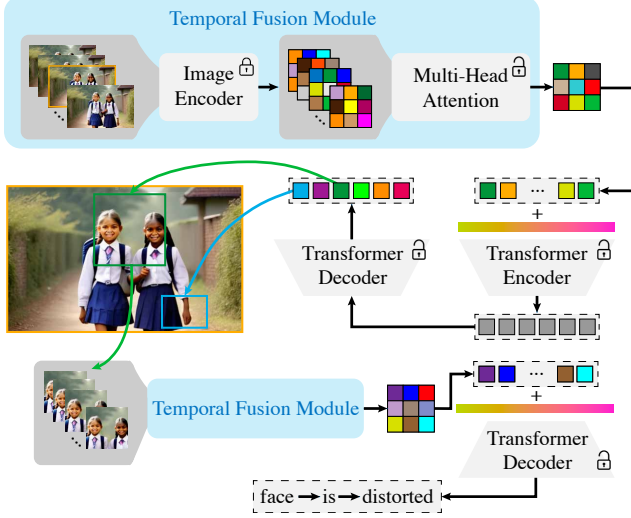 Temporal Fusion Module
Image
Encoder
Multi-Head
Attention
+
Transformer
Decoder
Transformer
Encoder
Temporal Fusion Module
+
Transformer
Decoder
face is distorted